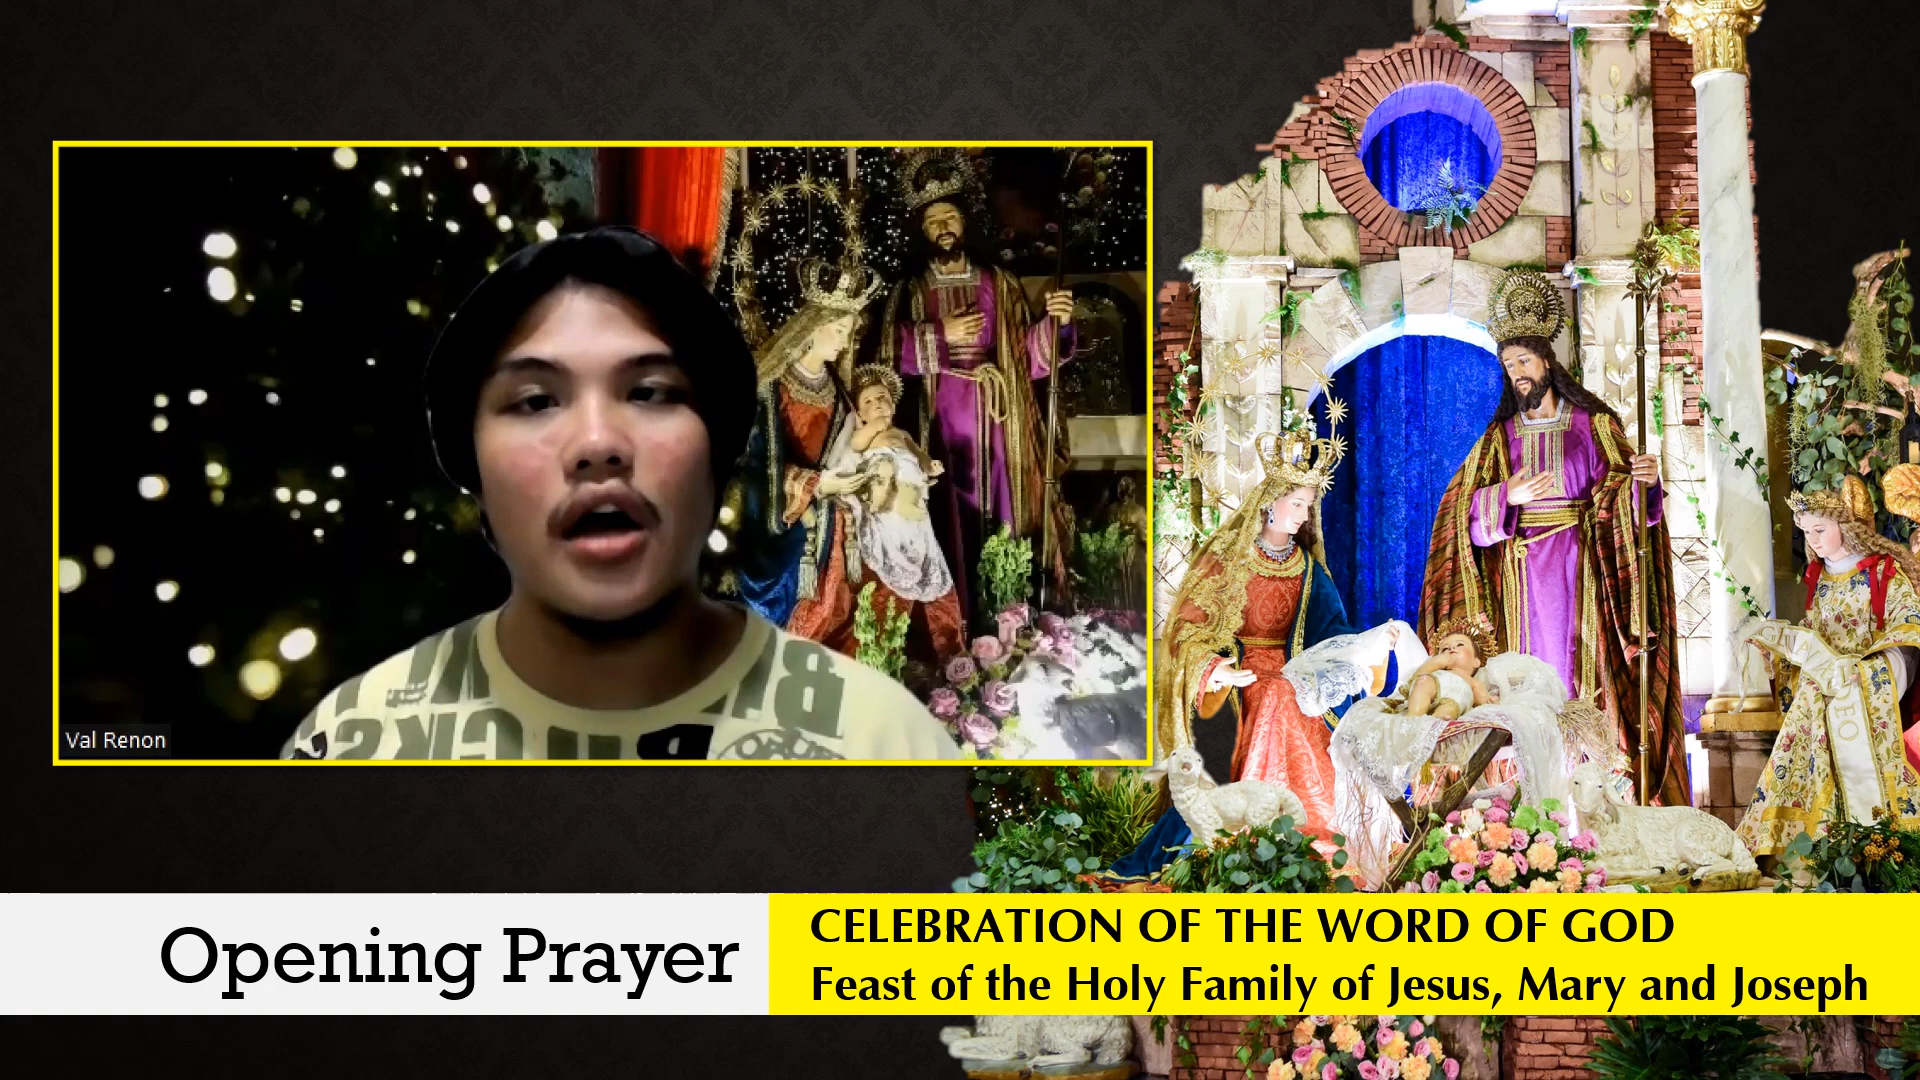 Val Renon
Opening Prayer
CELEBRATION OF THE WORD OF GOD
Feast of the Holy Family of Jesus, Mary and Joseph